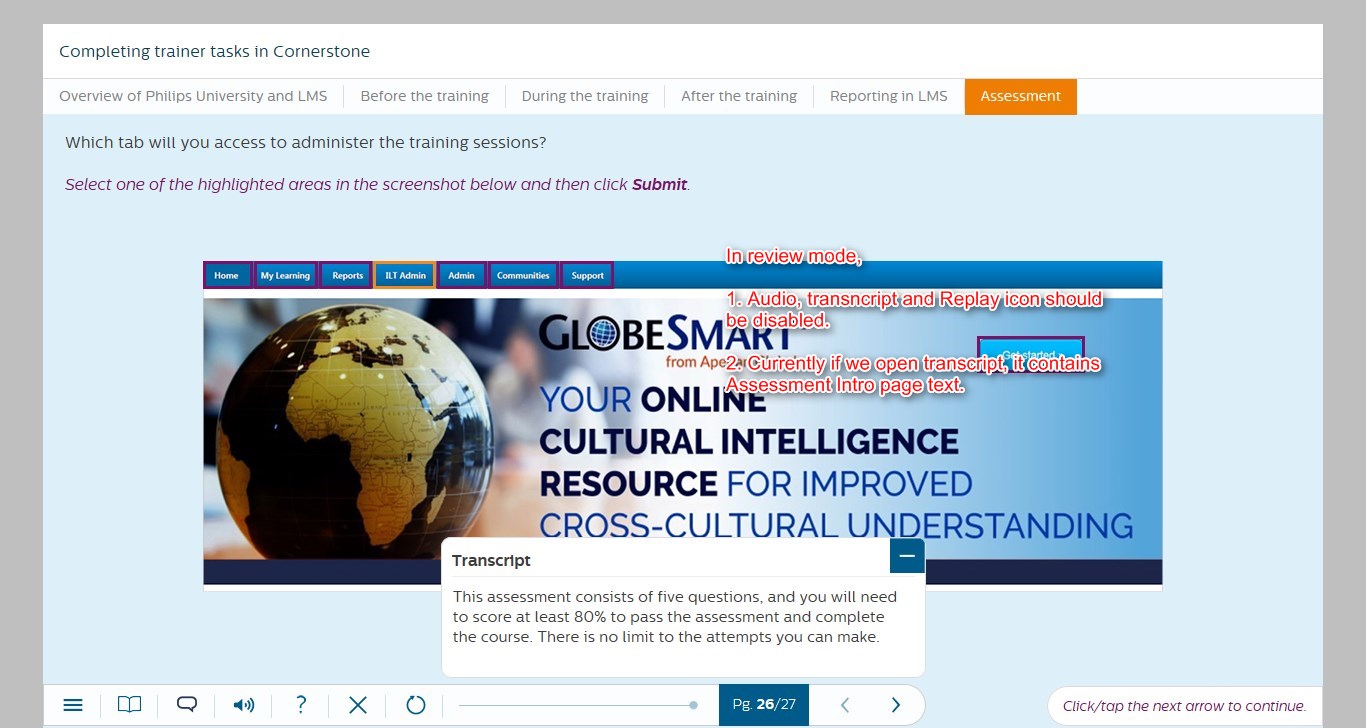 Completing trainer tasks in Cornerstone
Overview of Philips University and LMS
Before the training
During the training
After the training
Reporting in LMS
Assessment
Which tab will you access to administer the training sessions?
Select one of the highlighted areas in the screenshot below and then click Submit.
Home
My Learning
Reports
ILT Admin
Admin
Communities
Support
In review mode,
1. Audio, transncript and Replay icon should
be disabled.
2. Currently if we open transcript, it contains
Assessment Intro page text.
GLOBESMART
from
Get started
YOUR ONLINE
CULTURAL INTELLIGENCE
RESOURCE FOR IMPROVED
CROSS-CULTURAL UNDERSTANDING
Transcript
This assessment consists of five questions, and you will need
to score at least 80% to pass the assessment and complete
the course. There is no limit to the attempts you can make.
?
Pg. 26/27
Click/tap the next arrow to continue.